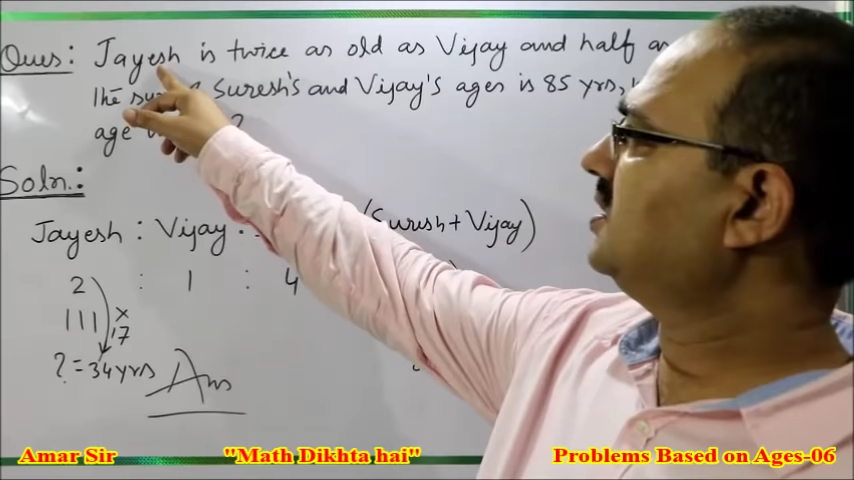 Ques: Jayesh is twice as old as Vijay and half as
the Suresh's and Vijay's ages is 85 yrs,
age ?
Soln.:
Jayesh : Vijay : (Suresh + Vijay)
2 : 1 : 4
111 × 17
? = 34 yrs Ans
Amar Sir "Math Dikhta hai" Problems Based on Ages-06